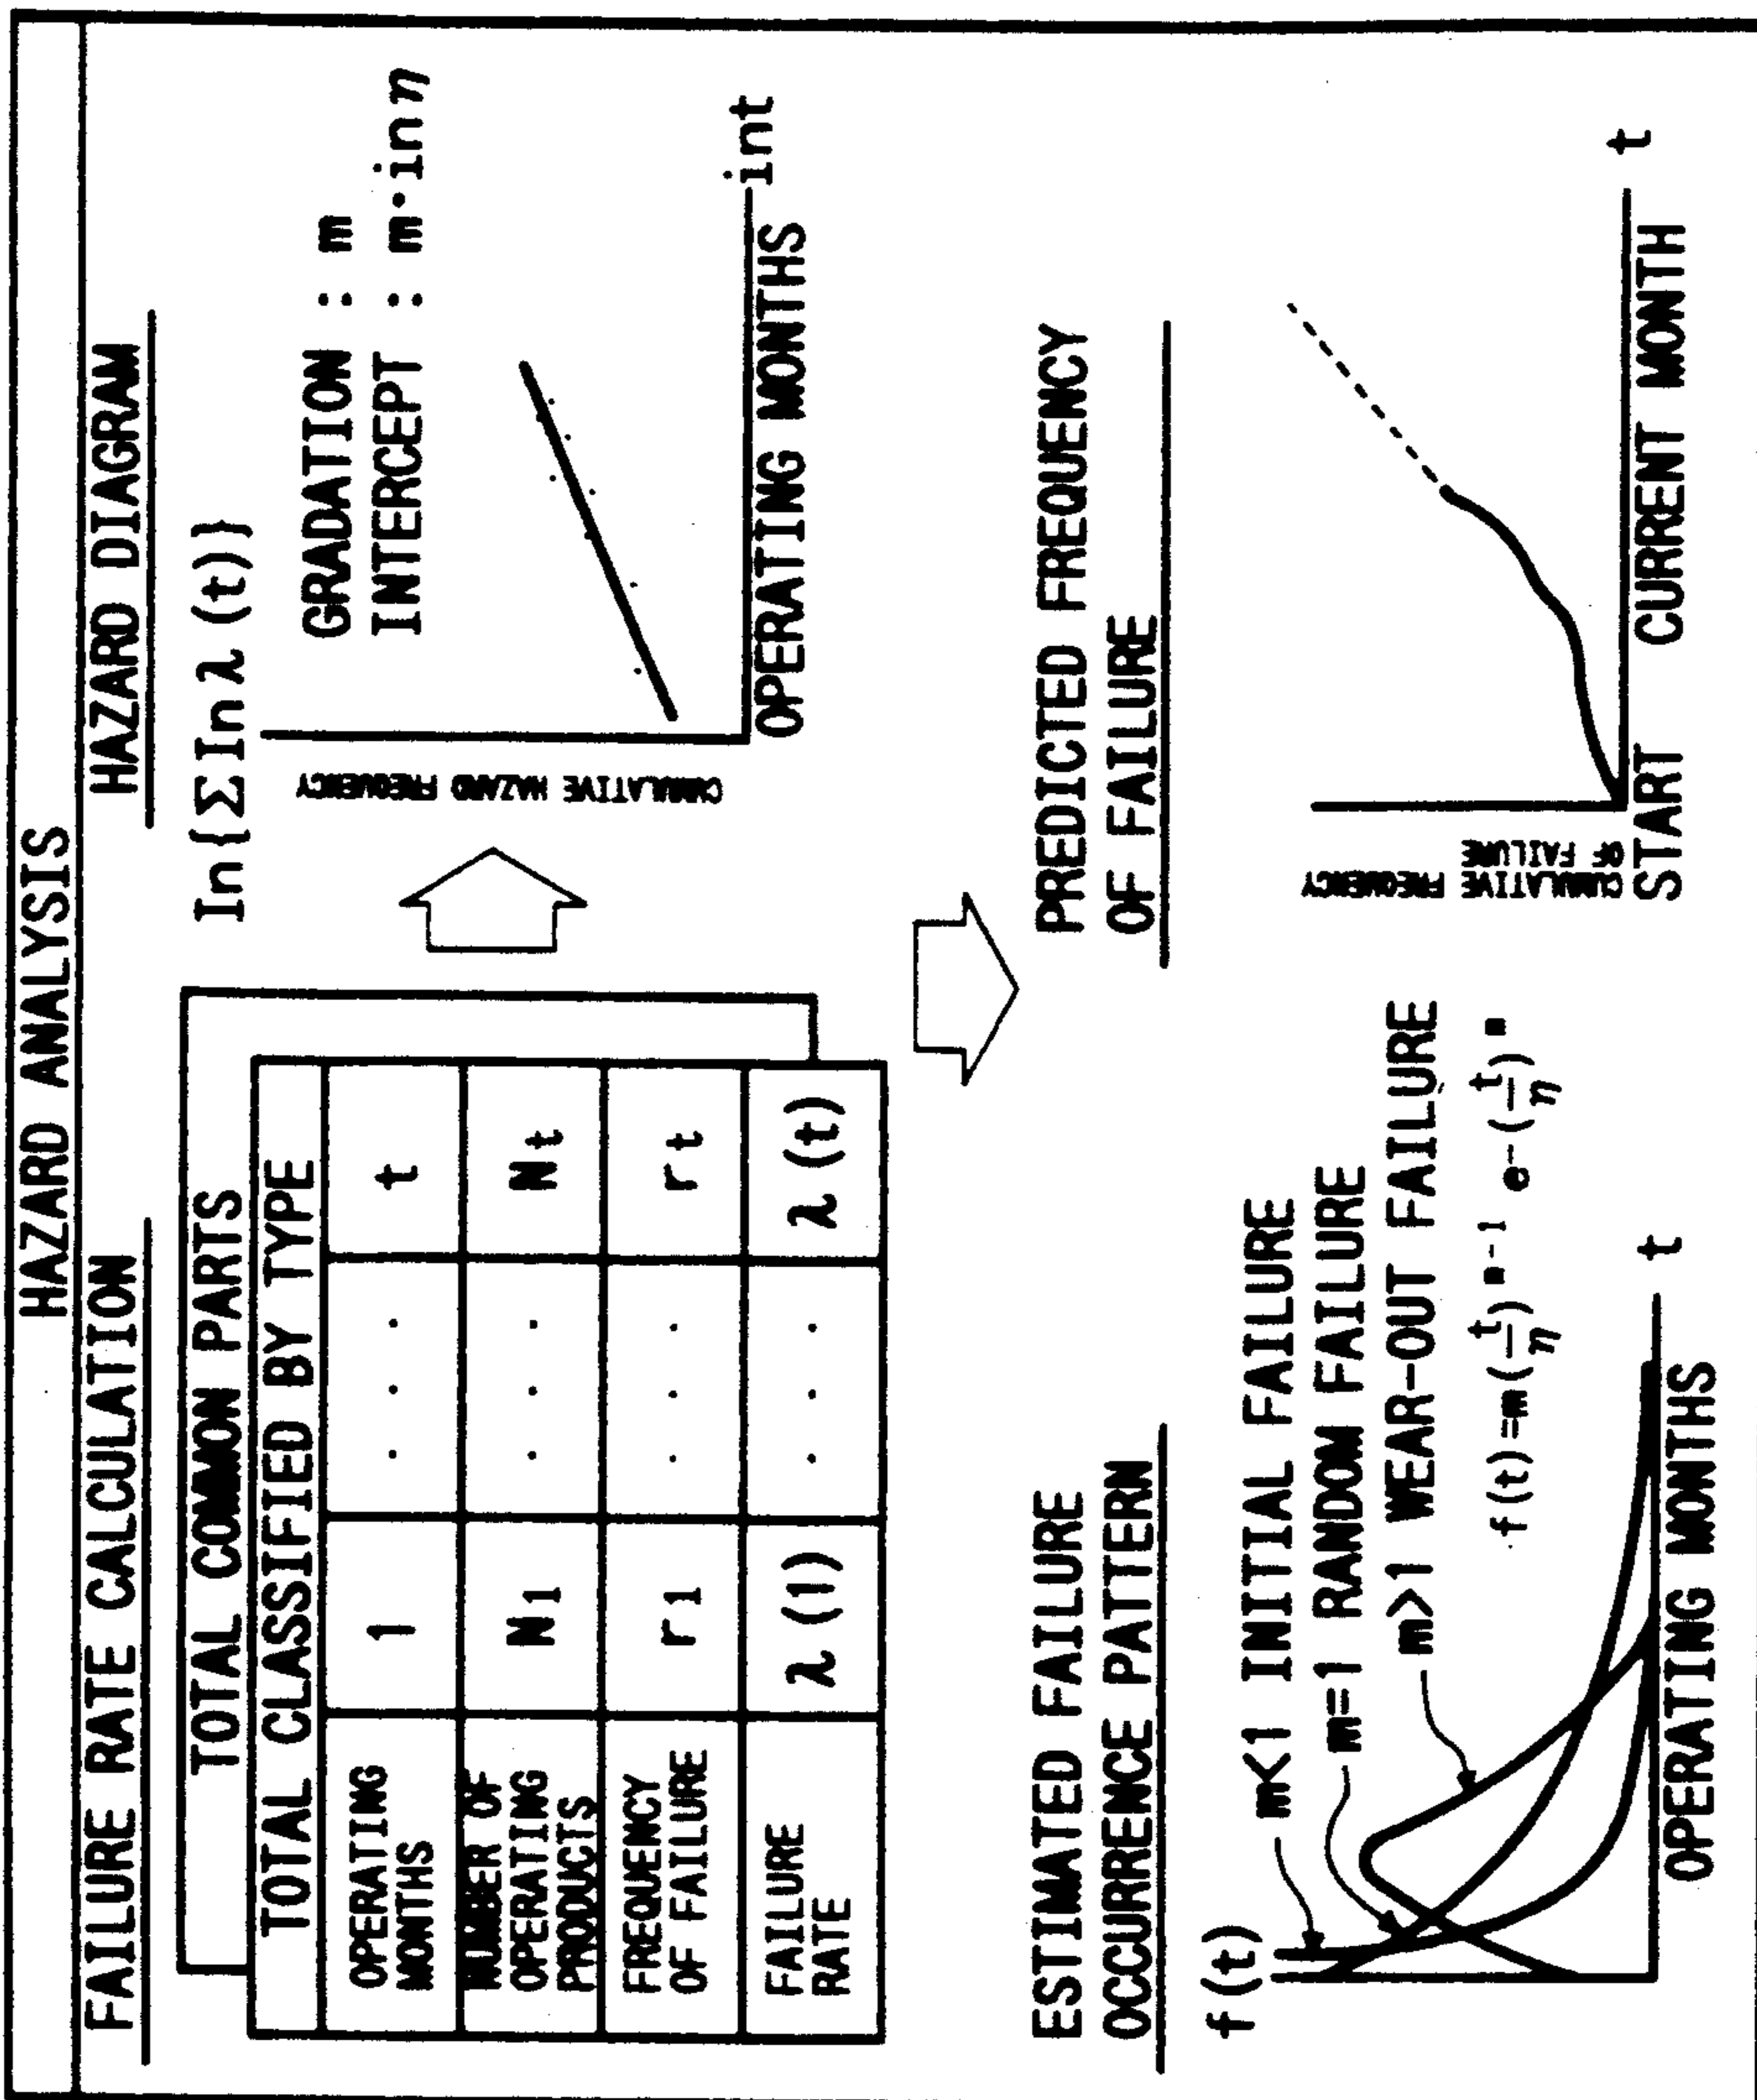 HAZARD ANALYSIS
FAILURE RATE CALCULATION
TOTAL COMMON PARTS
TOTAL CLASSIFIED BY TYPE
OPERATING MONTHS 1 . . . t
NUMBER OF OPERATING PRODUCTS N1 . . . Nt
FREQUENCY OF FAILURE r1 . . . rt
FAILURE RATE λ(1) . . . λ(t)
HAZARD DIAGRAM
In{ΣInλ(t)}
GRADATION : m
INTERCEPT : m·inη
CUMULATIVE HAZARD FREQUENCY
int
OPERATING MONTHS
ESTIMATED FAILURE
OCCURRENCE PATTERN
f(t)
m<1 INITIAL FAILURE
m=1 RANDOM FAILURE
m>1 WEAR-OUT FAILURE
f(t)=m(t/η)m-1 e-(t/η)m
t
OPERATING MONTHS
PREDICTED FREQUENCY
OF FAILURE
CUMULATIVE FREQUENCY
OF FAILURE
t
START CURRENT MONTH